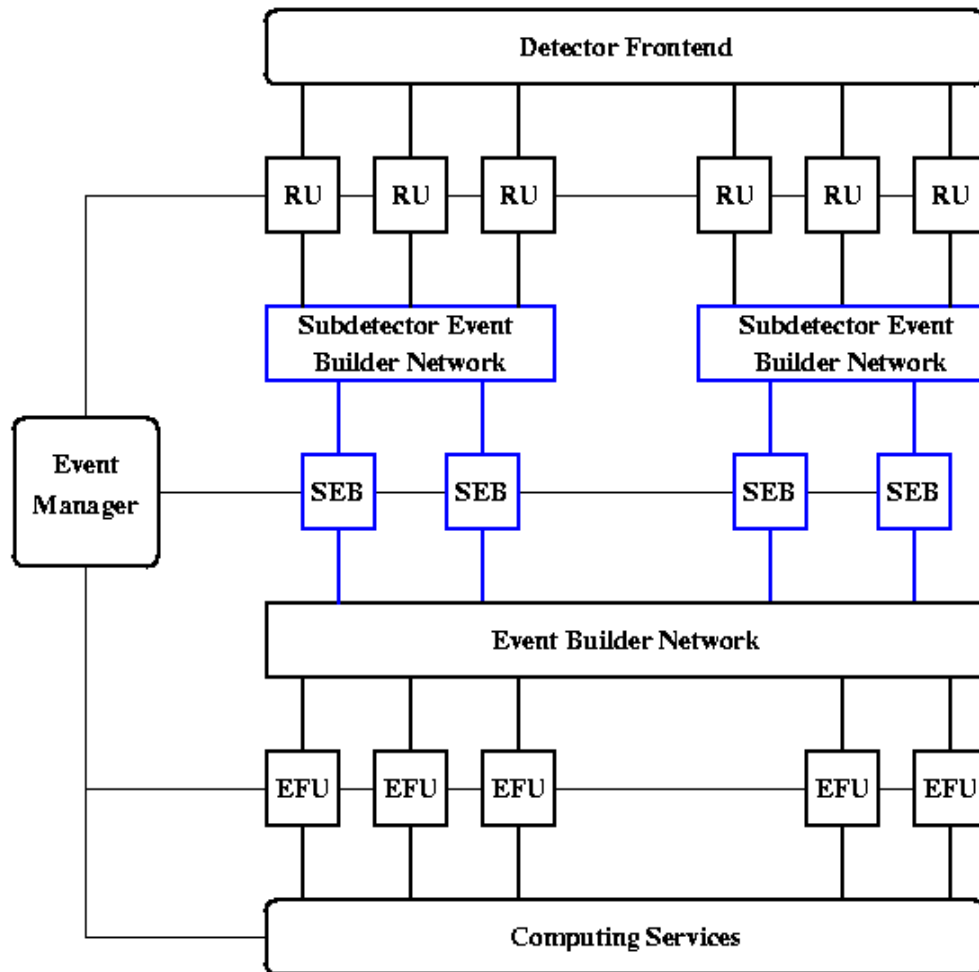 Detector Frontend
RU RU RU RU RU RU
Subdetector Event
Builder Network
Subdetector Event
Builder Network
Event
Manager
SEB SEB SEB SEB
Event Builder Network
EFU EFU EFU EFU EFU
Computing Services